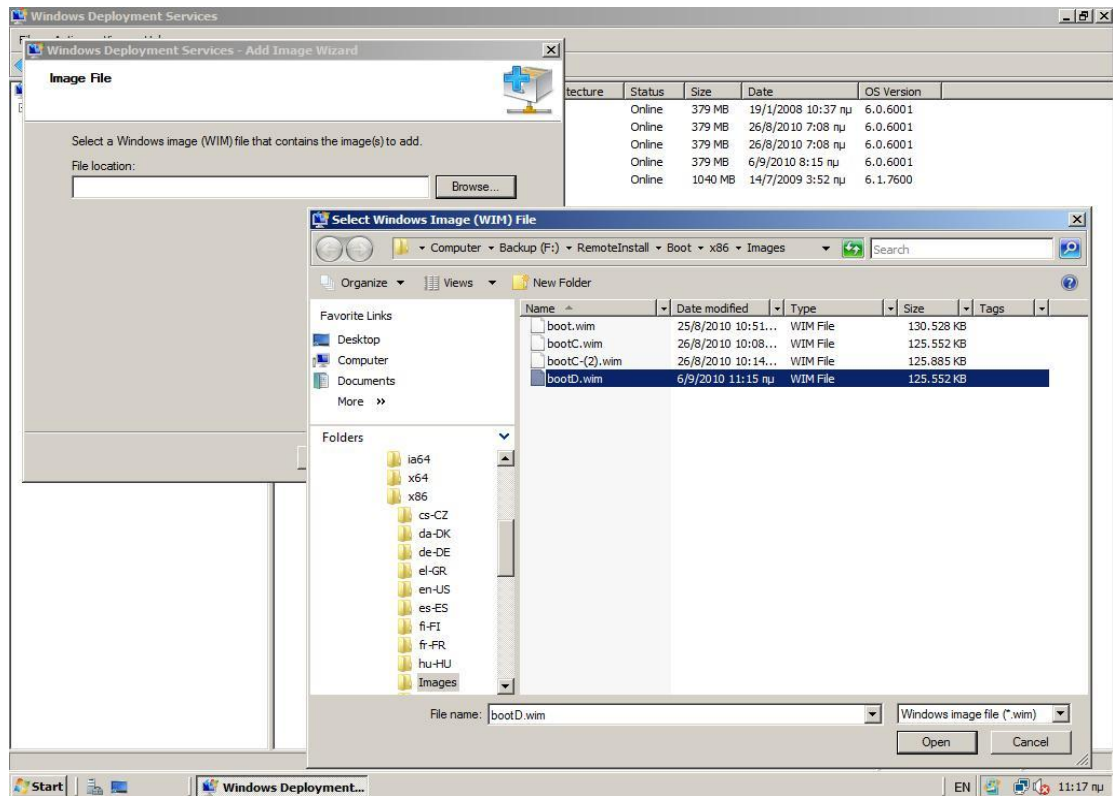 Windows Deployment Services
Windows Deployment Services - Add Image Wizard
Image File
Select a Windows image (WIM) file that contains the image(s) to add.
File location:
Browse...
tecture Status Size Date OS Version
Online 379 MB 19/1/2008 10:37 πμ 6.0.6001
Online 379 MB 26/8/2010 7:08 πμ 6.0.6001
Online 379 MB 26/8/2010 7:08 πμ 6.0.6001
Online 379 MB 6/9/2010 8:15 πμ 6.0.6001
Online 1040 MB 14/7/2009 3:52 πμ 6.1.7600
Select Windows Image (WIM) File
Computer Backup (F:) RemoteInstall Boot x86 Images
Search
Organize Views New Folder
Favorite Links
Desktop
Computer
Documents
More »
Name Date modified Type Size Tags
boot.wim 25/8/2010 10:51... WIM File 130.528 KB
bootC.wim 26/8/2010 10:08... WIM File 125.552 KB
bootC-(2).wim 26/8/2010 10:14... WIM File 125.885 KB
bootD.wim 6/9/2010 11:15 πμ WIM File 125.552 KB
Folders
ia64
x64
x86
cs-CZ
da-DK
de-DE
el-GR
en-US
es-ES
fi-FI
fr-FR
hu-HU
Images
File name: bootD.wim
Windows image file (*.wim)
Open Cancel
Start
Windows Deployment...
EN 11:17 πμ